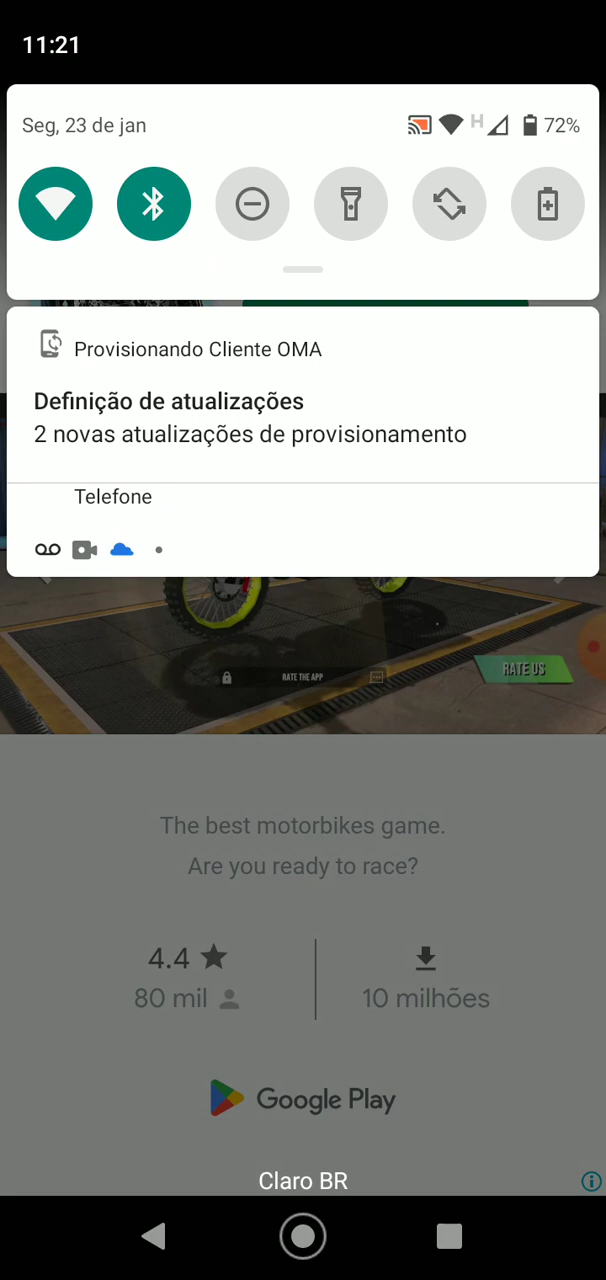 11:21
Seg, 23 de jan
H
72%
Provisionando Cliente OMA
Definição de atualizações
2 novas atualizações de provisionamento
Telefone
RATE THE APP
RATE US
The best motorbikes game.
Are you ready to race?
4.4
80 mil
10 milhões
Google Play
Claro BR